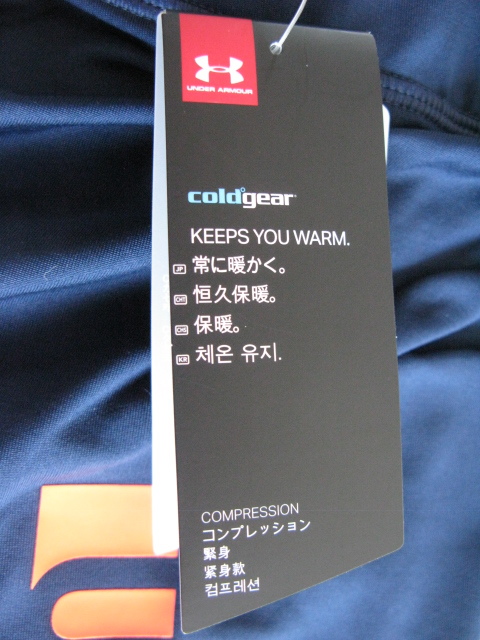 UNDER ARMOUR
coldgear
KEEPS YOU WARM.
JP 常に暖かく。
CHT 恒久保暖。
CHS 保暖。
KR 체온 유지.
COMPRESSION
コンプレッション
緊身
紧身款
컴프레션